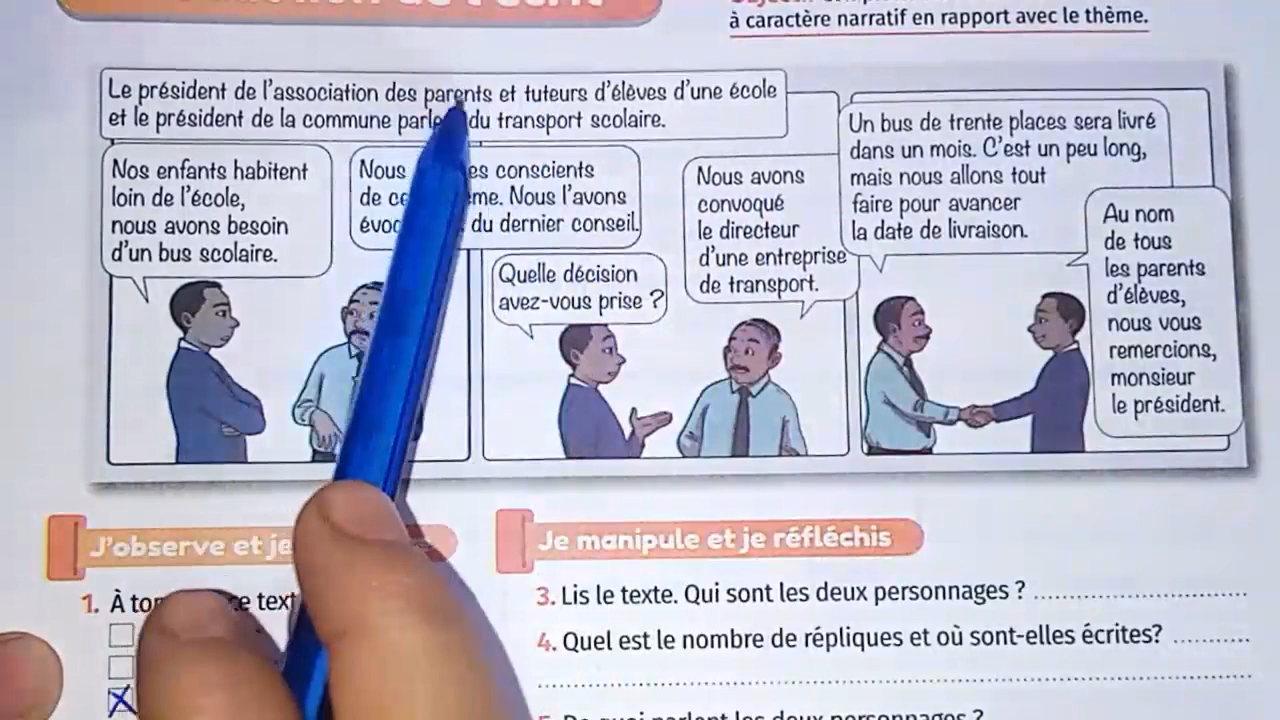 à caractère narratif en rapport avec le thème.
Le président de l'association des parents et tuteurs d'élèves d'une école
et le président de la commune du transport scolaire.
Nos enfants habitent
loin de l'école,
nous avons besoin
d'un bus scolaire.
Nous conscients
de Nous l'avons
du dernier conseil.
Quelle décision
avez-vous prise ?
Nous avons
convoqué
le directeur
d'une entreprise
de transport.
Un bus de trente places sera livré
dans un mois. C'est un peu long,
mais nous allons tout
faire pour avancer
la date de livraison.
Au nom
de tous
les parents
d'élèves,
nous vous
remercions,
monsieur
le président.
J'observe et je
Je manipule et je réfléchis
1. À
3. Lis le texte. Qui sont les deux personnages ? ..............................
4. Quel est le nombre de répliques et où sont-elles écrites? ...........